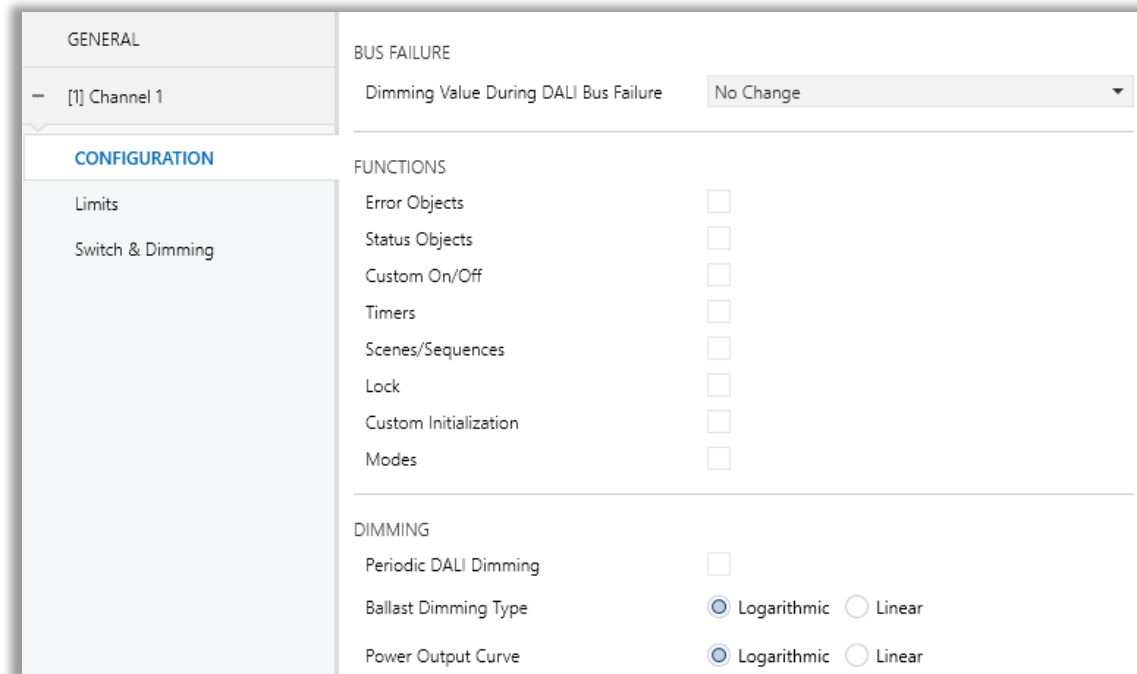 GENERAL
[1] Channel 1
CONFIGURATION
Limits
Switch & Dimming
BUS FAILURE
Dimming Value During DALI Bus Failure No Change
FUNCTIONS
Error Objects
Status Objects
Custom On/Off
Timers
Scenes/Sequences
Lock
Custom Initialization
Modes
DIMMING
Periodic DALI Dimming
Ballast Dimming Type Logarithmic Linear
Power Output Curve Logarithmic Linear